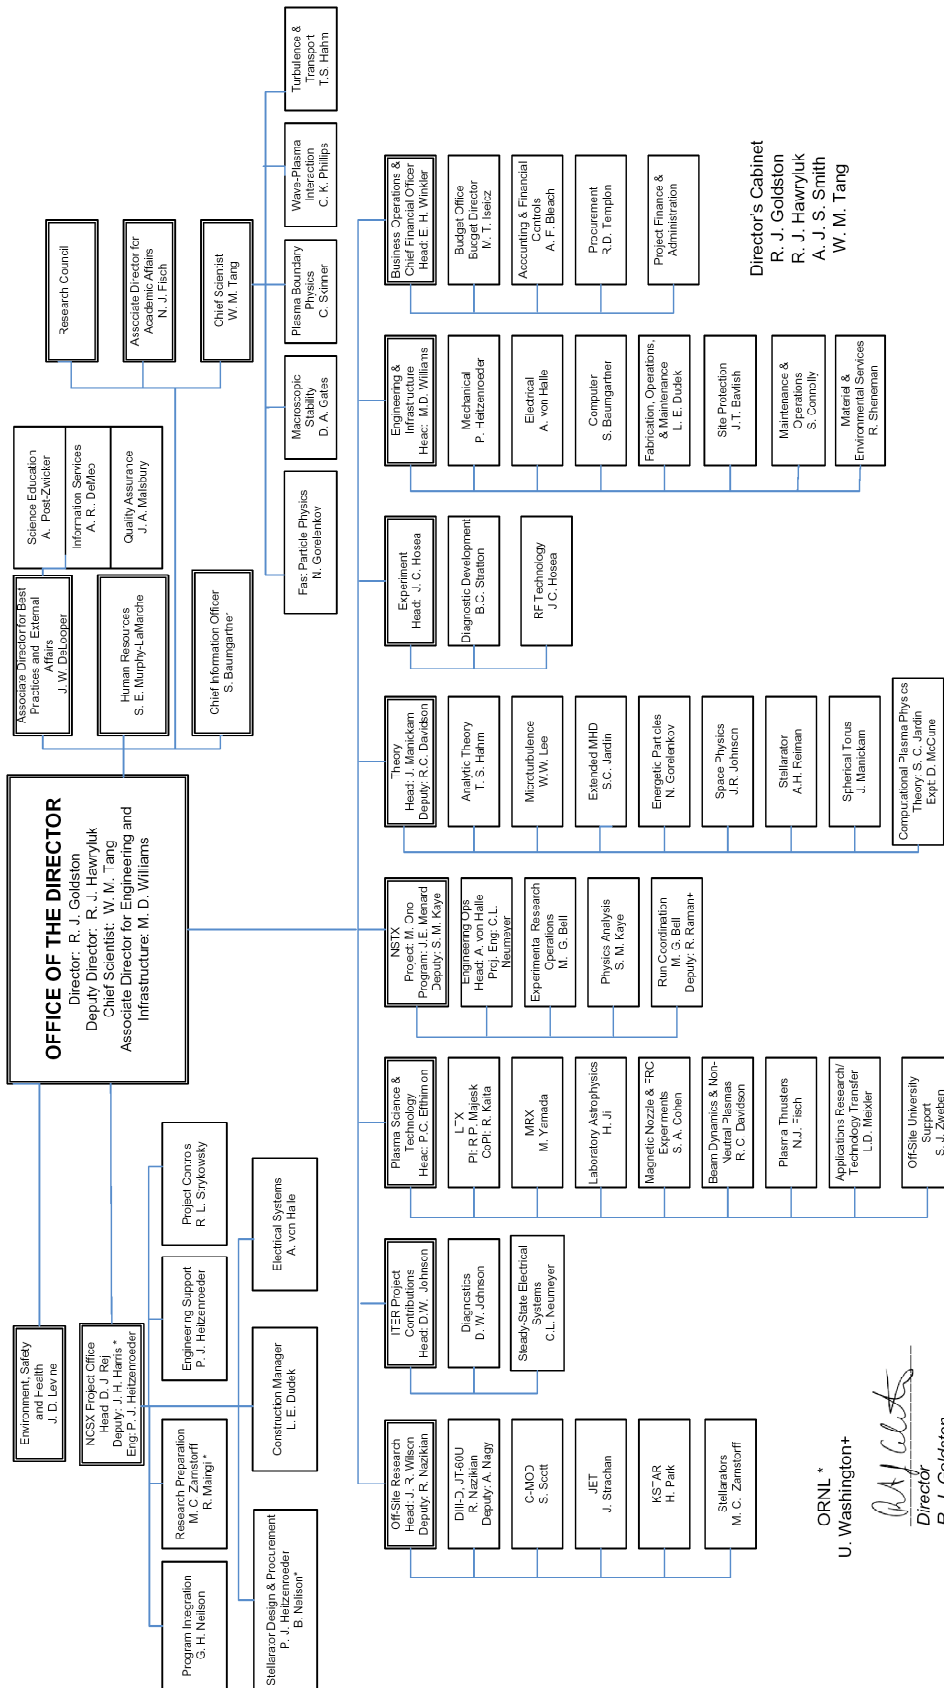 OFFICE OF THE DIRECTOR
Director: R. J. Goldston
Deputy Director: R. J. Hawryluk
Chief Scientist: W. M. Tang
Associate Director for Engineering and
Infrastructure: M. D. Williams
Environment, Safety
and Health
J. D. Levine
NCSX Project Office
Head D. J Rej
Deputy: J. H. Harris *
Eng: P. J. Heitzenroeder
Program Integration
G. H. Neilson
Research Preparation
M. C. Zarnstorff
R. Maingi *
Engineering Support
P. J. Heitzenroeder
Project Controls
R L. Strykowsky
Stellarator Design & Procurement
P. J. Heitzenroeder
B. Nelison*
Construction Manager
L. E. Dudek
Electrical Systems
A. von Halle
Associate Director for Best
Practices and External
Affairs
J. W. DeLooper
Science Education
A. Post-Zwicker
Information Services
A. R. DeMeo
Quality Assurance
J. A. Malsbury
Human Resources
S. E. Murphy-LaMarche
Chief Information Officer
S. Baumgartner
Research Council
Associate Director for
Academic Affairs
N. J. Fisch
Chief Scientist
W. M. Tang
Fast Particle Physics
N. Gorelenkov
Macroscopic
Stability
D. A. Gates
Plasma Boundary
Physics
C. Skinner
Wave-Plasma
Interaction
C. K. Phillips
Turbulence &
Transport
T.S. Hahm
Off-Site Research
Head: J. R. Wilson
Deputy: R. Nazikian
DIII-D, JT-60U
R. Nazikian
Deputy: A. Nagy
C-MOD
S. Scott
JET
J. Strachan
KSTAR
H. Park
Stellarators
M. C. Zarnstorff
ITER Project
Contributions
Head: D.W. Johnson
Diagnostics
D. W. Johnson
Steady-State Electrical
Systems
C.L. Neumeyer
Plasma Science &
Technology
Head: P.C. Efthimion
LTX
PI: R P. Majesk
CoPI: R. Kaita
MRX
M. Yamada
Laboratory Astrophysics
H. Ji
Magnetic Nozzle & FRC
Experiments
S. A. Cohen
Beam Dynamics & Non-
Neutral Plasmas
R. C. Davidson
Plasma Thrusters
N.J. Fisch
Applications Research/
Technology Transfer
L.D. Meixler
Off-Site University
Support
S. J. Zweben
NSTX
Project: M. Ono
Program: J.E. Menard
Deputy: S. M. Kaye
Engineering Ops
Head: A. von Halle
Prcj. Eng: C.L.
Neumeyer
Experimental Research
Operations
M. G. Bell
Physics Analysis
S. M. Kaye
Run Coordination
M. G. Bell
Deputy: R. Raman+
Theory
Head: J. Manickam
Deputy: R.C. Davidson
Analytic Theory
T. S. Hahm
Microturbulence
W.W. Lee
Extended MHD
S.C. Jardin
Energetic Particles
N. Gorelenkov
Space Physics
J.R. Johnson
Stellarator
A.H. Reiman
Spherical Torus
J. Manickam
Computational Plasma Physics
Theory: S. C. Jardin
Expt: D. McCune
Experiment
Head: J. C. Hosea
Diagnostic Development
B.C. Stratton
RF Technology
J C. Hosea
Engineering &
Infrastructure
Head: M.D. Williams
Mechanical
P. Heitzenroeder
Electrical
A. von Halle
Computer
S. Baumgartner
Fabrication, Operations,
& Maintenance
L. E. Dudek
Site Protection
J.T. Bavlish
Maintenance &
Operations
S. Connolly
Materiel &
Environmental Services
R. Sheneman
Business Operations &
Chief Financial Officer
Head: E. H. Winkler
Budget Office
Budget Director
M. T. Iseicz
Accounting & Financial
Controls
A. F. Bleach
Procurement
R.D. Templon
Project Finance &
Administration
Director's Cabinet
R. J. Goldston
R. J. Hawryluk
A. J. S. Smith
W. M. Tang
ORNL *
U. Washington+
Director
R. J. Goldston